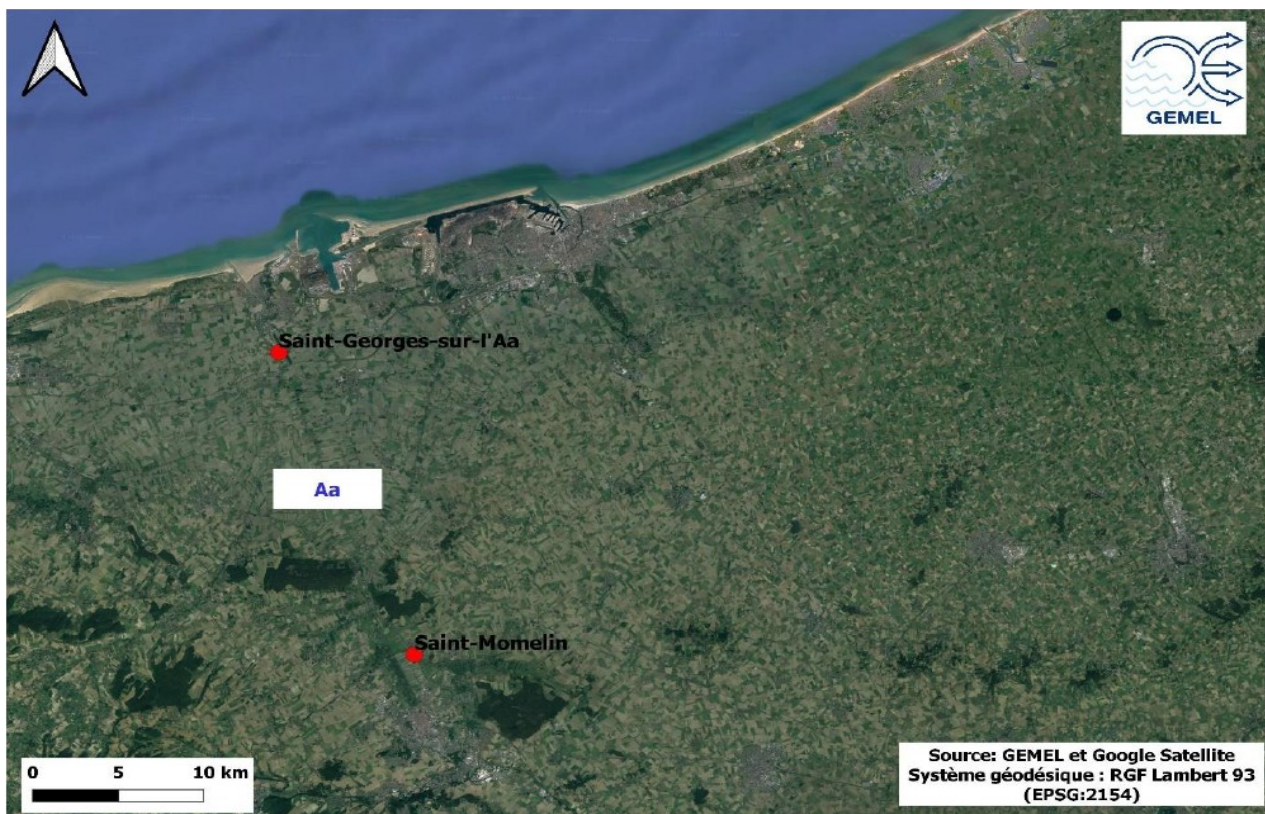 GEMEL
Saint-Georges-sur-l'Aa
Aa
Saint-Momelin
0 5 10 km
Source: GEMEL et Google Satellite
Système géodésique : RGF Lambert 93
(EPSG:2154)